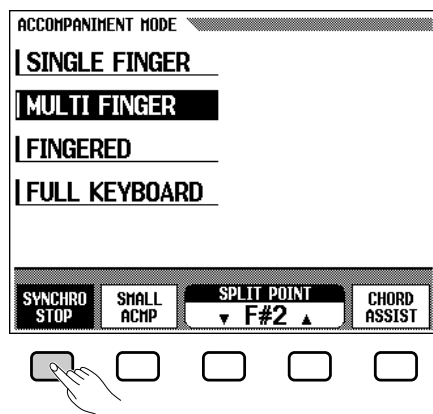 ACCOMPANIMENT MODE
SINGLE FINGER
MULTI FINGER
FINGERED
FULL KEYBOARD
SYNCHRO STOP
SMALL ACMP
SPLIT POINT
▼ F#2 ▲
CHORD ASSIST